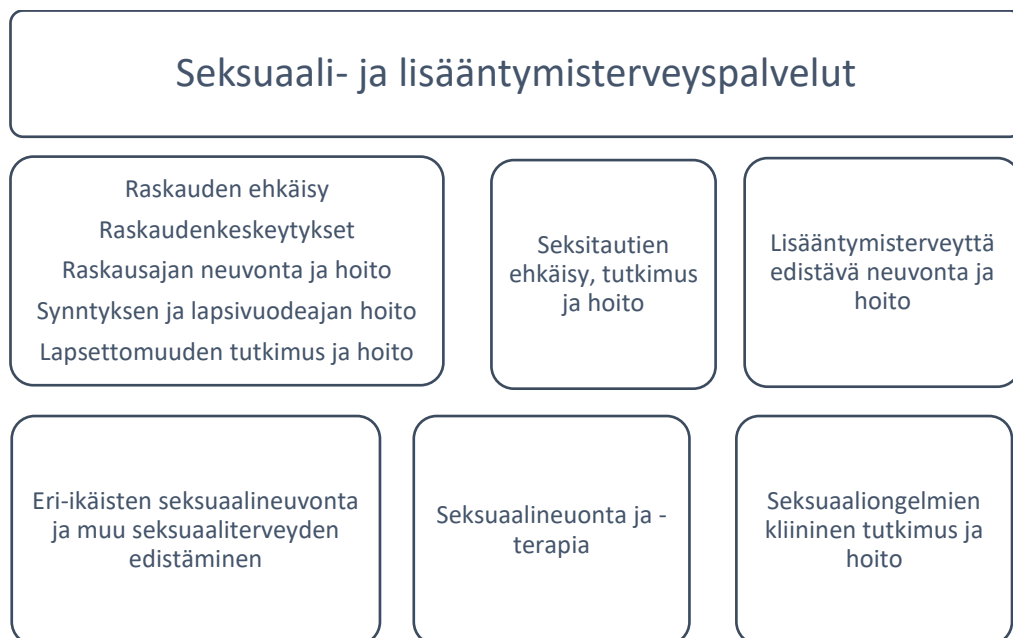 Seksuaali- ja lisääntymisterveyspalvelut
Raskauden ehkäisy
Raskaudenkeskeytykset
Raskausajan neuvonta ja hoito
Synntyksen ja lapsivuodeajan hoito
Lapsettomuuden tutkimus ja hoito
Seksitautien
ehkäisy, tutkimus
ja hoito
Lisääntymisterveyttä
edistävä neuvonta ja
hoito
Eri-ikäisten seksuaalineuvonta
ja muu seksuaaliterveyden
edistäminen
Seksuaalineuonta ja -
terapia
Seksuaaliongelmien
kliininen tutkimus ja
hoito